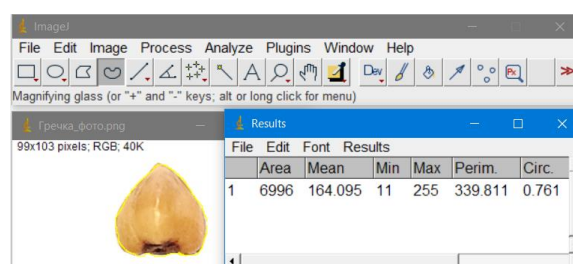 ImageJ
File Edit Image Process Analyze Plugins Window Help
A Dev Px >>
Magnifying glass (or "+" and "-" keys; alt or long click for menu)
Гречка_фото.png
99x103 pixels; RGB; 40K
Results
File Edit Font Results
Area Mean Min Max Perim. Circ.
1 6996 164.095 11 255 339.811 0.761